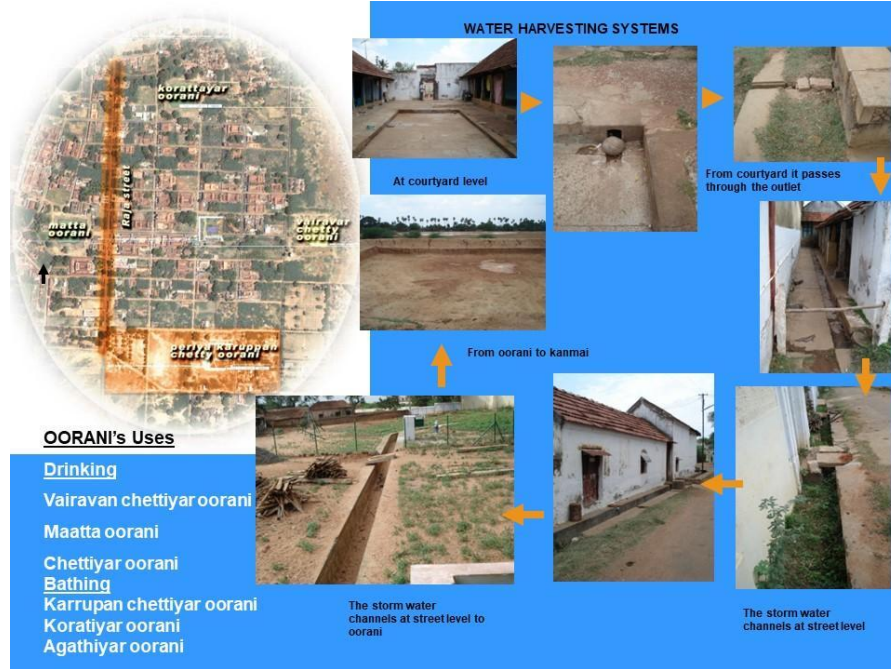 WATER HARVESTING SYSTEMS
korattayar
oorani
Raja street
matta
oorani
vairavar
chetty
oorani
periya karuppan
chetty oorani
At courtyard level
From courtyard it passes
through the outlet
From oorani to kanmai
The storm water
channels at street level to
oorani
The storm water
channels at street level
OORANI's Uses
Drinking
Vairavan chettiyar oorani
Maatta oorani
Chettiyar oorani
Bathing
Karrupan chettiyar oorani
Koratiyar oorani
Agathiyar oorani